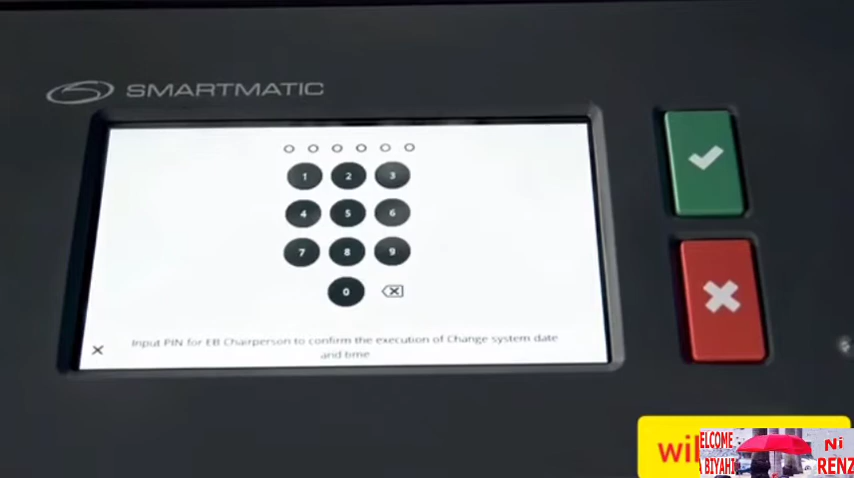 SMARTMATIC
1 2 3
4 5 6
7 8 9
0
Input PIN for EB Chairperson to confirm the execution of Change system date
and time
wil
ELCOME
A BIYAHI
Ni
RENZ